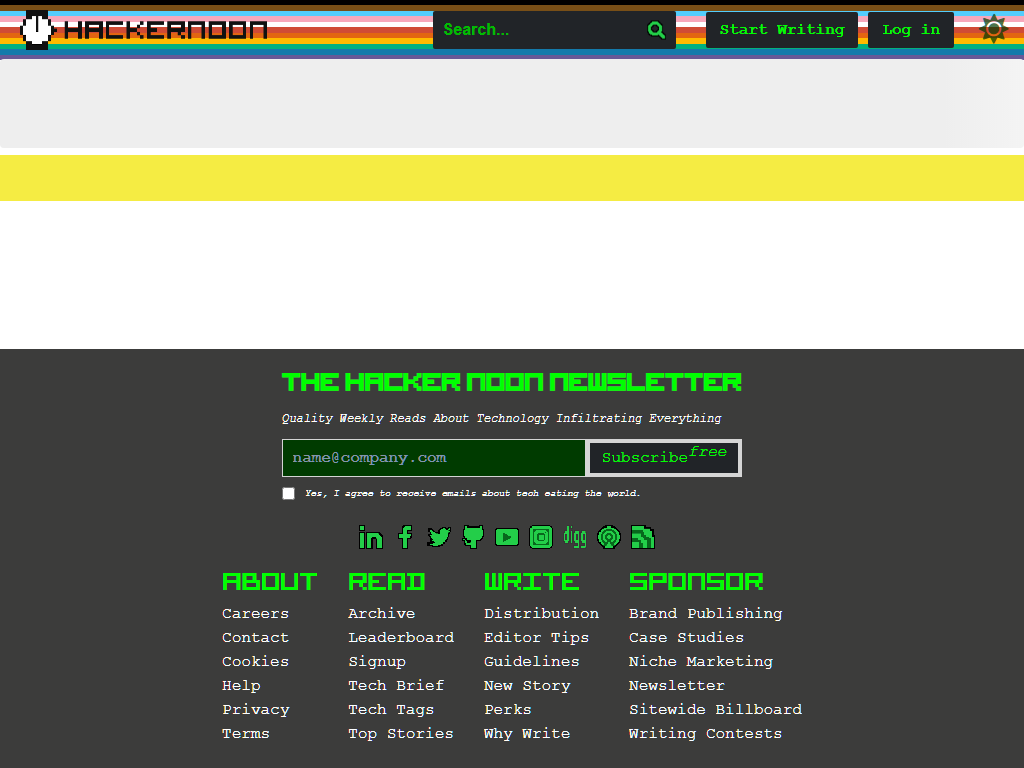 HACKERNOON
Search...
Start Writing
Log in
THE HACKER NOON NEWSLETTER
Quality Weekly Reads About Technology Infiltrating Everything
name@company.com
Subscribe free
Yes, I agree to receive emails about tech eating the world.
digg
ABOUT
Careers
Contact
Cookies
Help
Privacy
Terms
READ
Archive
Leaderboard
Signup
Tech Brief
Tech Tags
Top Stories
WRITE
Distribution
Editor Tips
Guidelines
New Story
Perks
Why Write
SPONSOR
Brand Publishing
Case Studies
Niche Marketing
Newsletter
Sitewide Billboard
Writing Contests